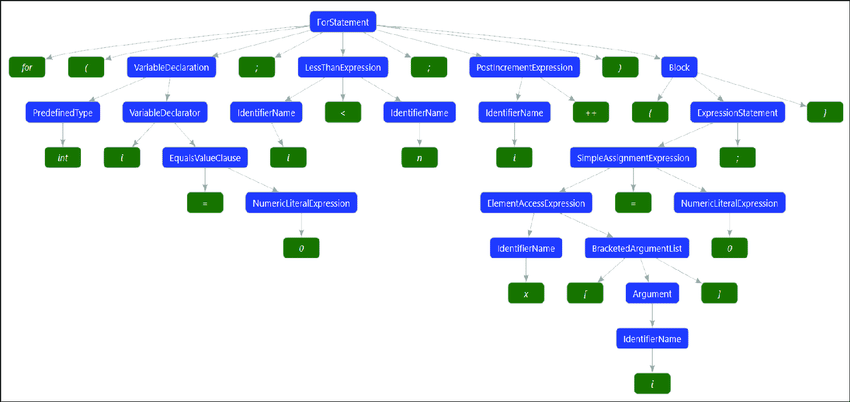 ForStatement
for ( VariableDeclaration ; LessThanExpression ; PostIncrementExpression ) Block
PredefinedType VariableDeclarator IdentifierName < IdentifierName IdentifierName ++ { ExpressionStatement }
int i EqualsValueClause i n i SimpleAssignmentExpression ;
= NumericLiteralExpression ElementAccessExpression = NumericLiteralExpression
0 IdentifierName BracketedArgumentList 0
x [ Argument ]
IdentifierName
i